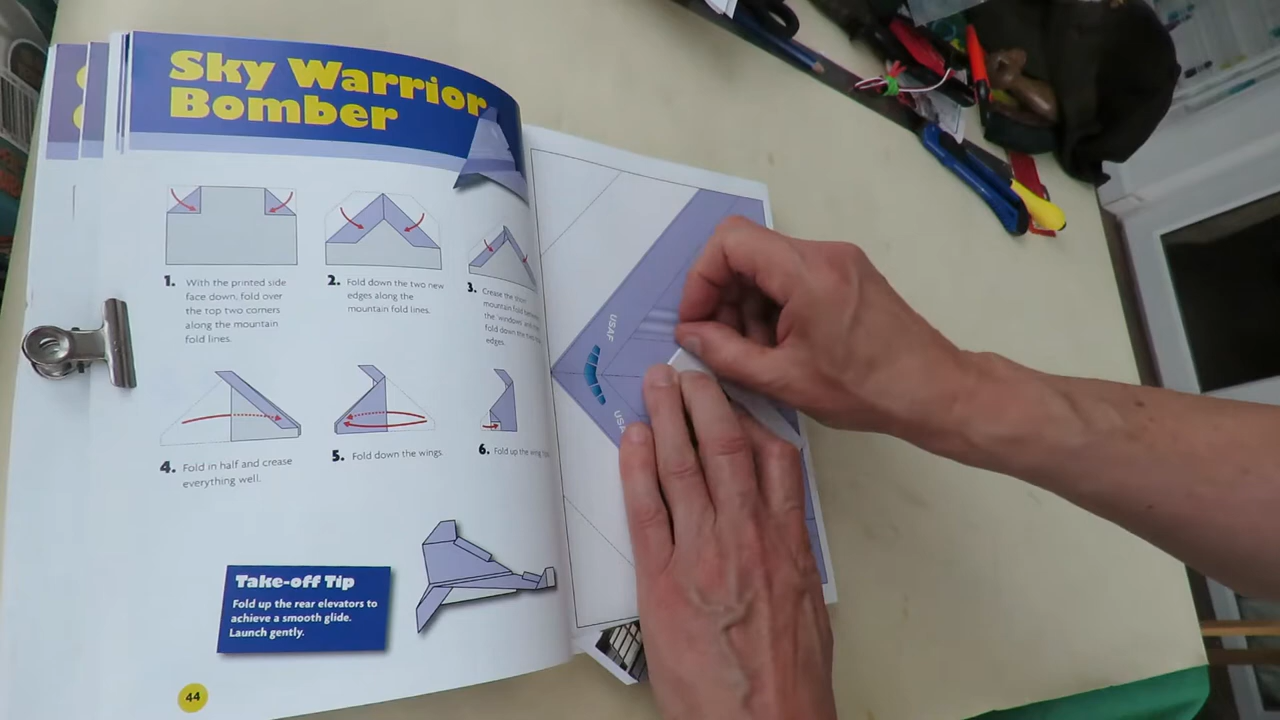 Sky Warrior
Bomber
1. With the printed side
face down, fold over
the top two corners
along the mountain
fold lines.
2. Fold down the two new
edges along the
mountain fold lines.
3. Crease the
mountain fold
the 'windows'
fold down the
edges.
4. Fold in half and crease
everything well.
5. Fold down the wings.
6. Fold up the wing
Take-off Tip
Fold up the rear elevators to
achieve a smooth glide.
Launch gently.
44
USAF